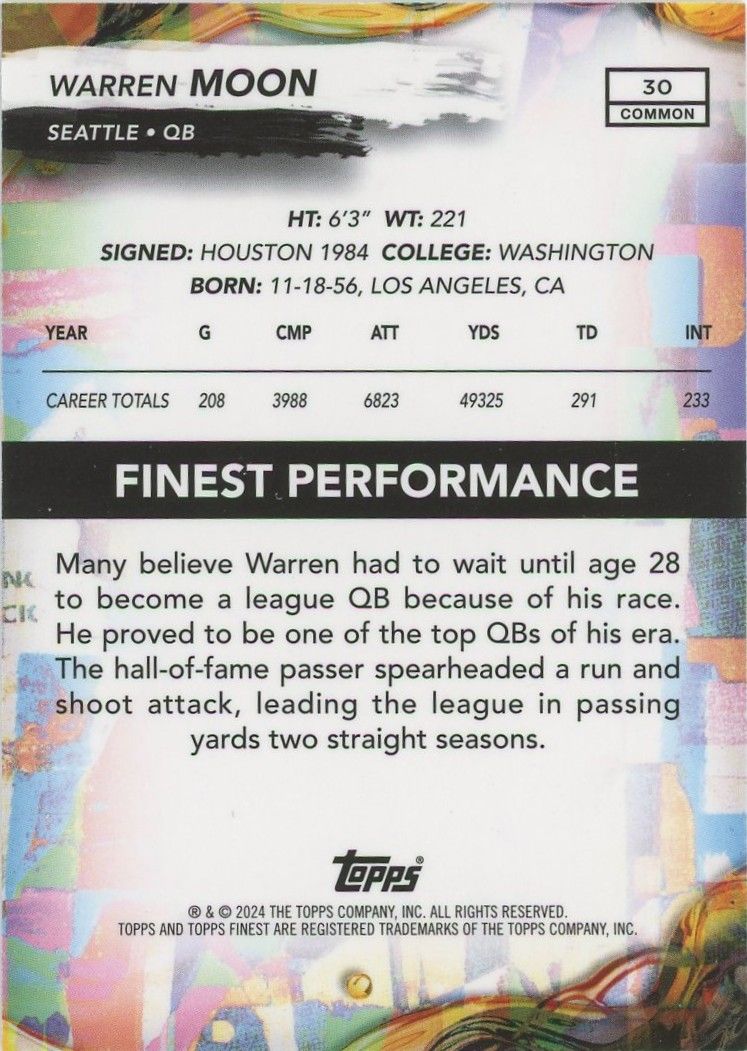 WARREN MOON
SEATTLE • QB
30
COMMON
HT: 6'3" WT: 221
SIGNED: HOUSTON 1984 COLLEGE: WASHINGTON
BORN: 11-18-56, LOS ANGELES, CA
YEAR G CMP ATT YDS TD INT
CAREER TOTALS 208 3988 6823 49325 291 233
FINEST PERFORMANCE
Many believe Warren had to wait until age 28
to become a league QB because of his race.
He proved to be one of the top QBs of his era.
The hall-of-fame passer spearheaded a run and
shoot attack, leading the league in passing
yards two straight seasons.
topps®
® & © 2024 THE TOPPS COMPANY, INC. ALL RIGHTS RESERVED.
TOPPS AND TOPPS FINEST ARE REGISTERED TRADEMARKS OF THE TOPPS COMPANY, INC.